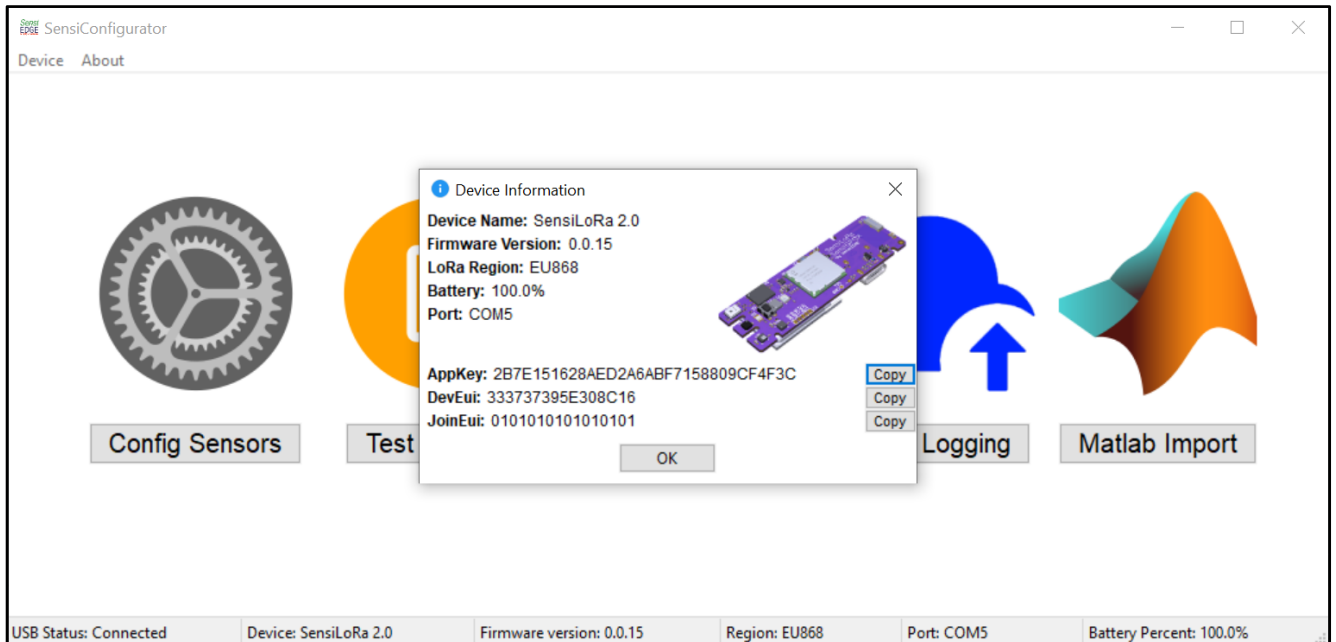 Sensi
EDGE SensiConfigurator
Device About
Device Information
Device Name: SensiLoRa 2.0
Firmware Version: 0.0.15
LoRa Region: EU868
Battery: 100.0%
Port: COM5
AppKey: 2B7E151628AED2A6ABF7158809CF4F3C Copy
DevEui: 333737395E308C16 Copy
JoinEui: 0101010101010101 Copy
OK
Config Sensors Test Logging Matlab Import
USB Status: Connected Device: SensiLoRa 2.0 Firmware version: 0.0.15 Region: EU868 Port: COM5 Battery Percent: 100.0%